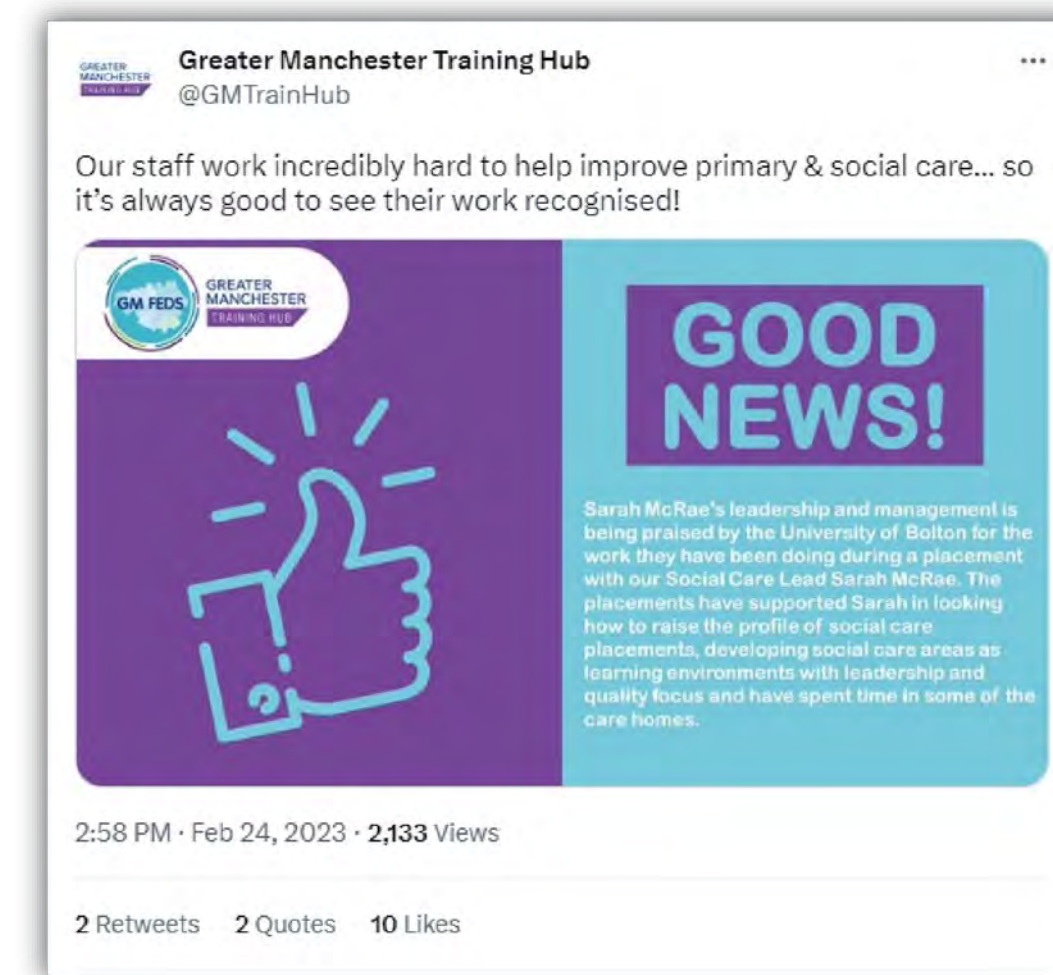 GREATER
MANCHESTER
TRAINING HUB
Greater Manchester Training Hub
@GMTrainHub
Our staff work incredibly hard to help improve primary & social care... so
it's always good to see their work recognised!
GM FEDS
GREATER
MANCHESTER
TRAINING HUB
GOOD
NEWS!
Sarah McRae's leadership and management is
being praised by the University of Bolton for the
work they have been doing during a placement
with our Social Care Lead Sarah McRae. The
placements have supported Sarah in looking
how to raise the profile of social care
placements, developing social care areas as
learning environments with leadership and
quality focus and have spent time in some of the
care homes.
2:58 PM · Feb 24, 2023 · 2,133 Views
2 Retweets 2 Quotes 10 Likes